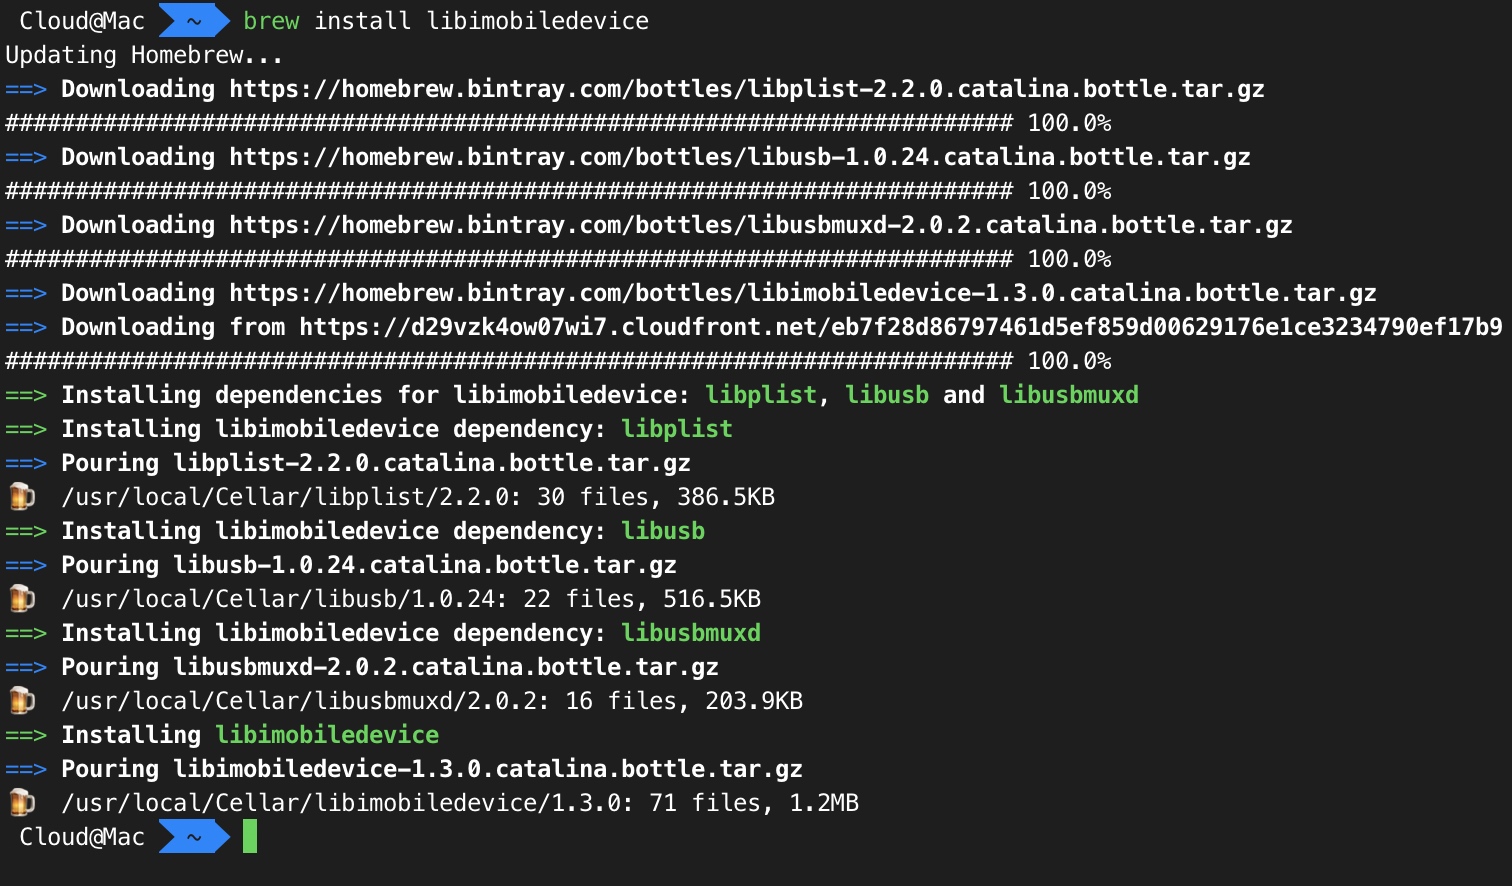 Cloud@Mac ~ brew install libimobiledevice
Updating Homebrew...
==> Downloading https://homebrew.bintray.com/bottles/libplist-2.2.0.catalina.bottle.tar.gz
######################################################################## 100.0%
==> Downloading https://homebrew.bintray.com/bottles/libusb-1.0.24.catalina.bottle.tar.gz
######################################################################## 100.0%
==> Downloading https://homebrew.bintray.com/bottles/libusbmuxd-2.0.2.catalina.bottle.tar.gz
######################################################################## 100.0%
==> Downloading https://homebrew.bintray.com/bottles/libimobiledevice-1.3.0.catalina.bottle.tar.gz
==> Downloading from https://d29vzk4ow07wi7.cloudfront.net/eb7f28d86797461d5ef859d00629176e1ce3234790ef17b9
######################################################################## 100.0%
==> Installing dependencies for libimobiledevice: libplist, libusb and libusbmuxd
==> Installing libimobiledevice dependency: libplist
==> Pouring libplist-2.2.0.catalina.bottle.tar.gz
🍺 /usr/local/Cellar/libplist/2.2.0: 30 files, 386.5KB
==> Installing libimobiledevice dependency: libusb
==> Pouring libusb-1.0.24.catalina.bottle.tar.gz
🍺 /usr/local/Cellar/libusb/1.0.24: 22 files, 516.5KB
==> Installing libimobiledevice dependency: libusbmuxd
==> Pouring libusbmuxd-2.0.2.catalina.bottle.tar.gz
🍺 /usr/local/Cellar/libusbmuxd/2.0.2: 16 files, 203.9KB
==> Installing libimobiledevice
==> Pouring libimobiledevice-1.3.0.catalina.bottle.tar.gz
🍺 /usr/local/Cellar/libimobiledevice/1.3.0: 71 files, 1.2MB
Cloud@Mac ~